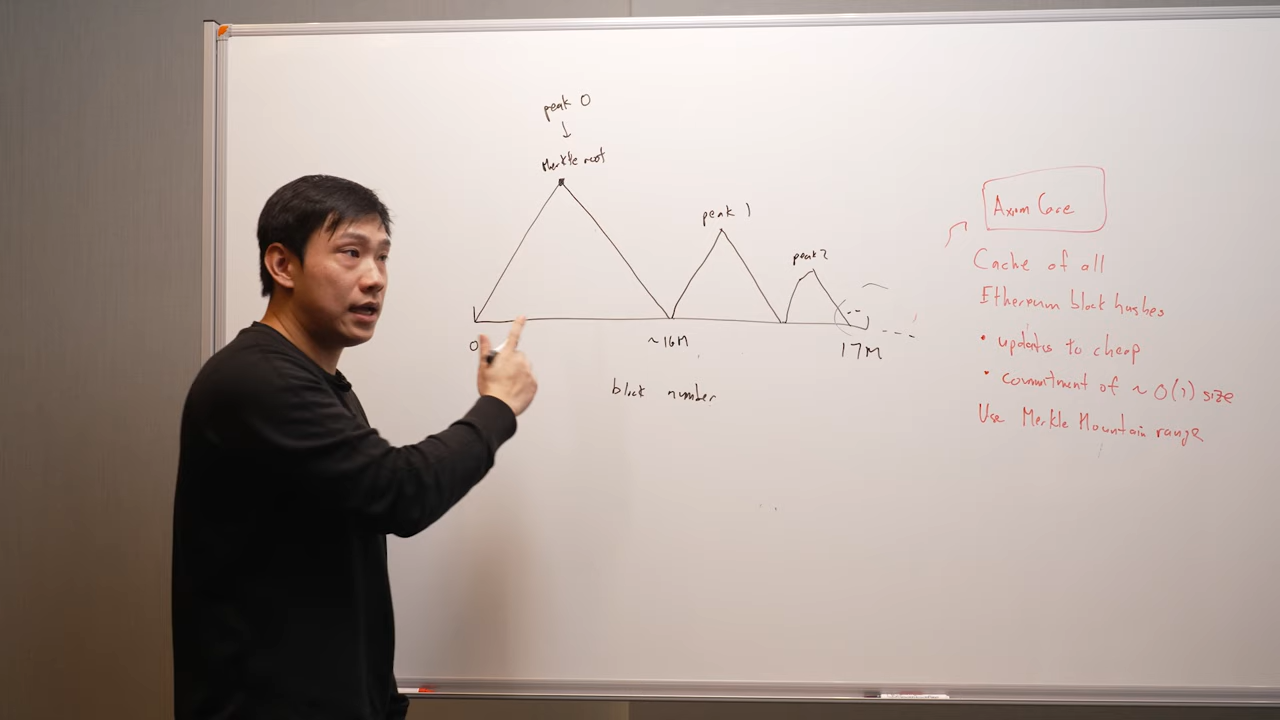 peak 0
Merkle root
peak 1
peak 2
0
~16M
17M
block number
Axiom Core
Cache of all
Ethereum block hashes
• updates to cheap
• commitment of ~ O(1) size
Use Merkle Mountain range